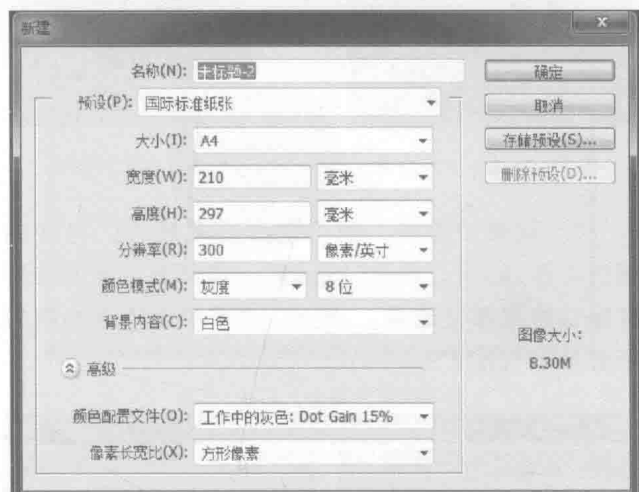 新建
名称(N): 未标题-2
确定
预设(P): 国际标准纸张
取消
大小(I): A4
存储预设(S)...
宽度(W): 210 毫米
删除预设(D)...
高度(H): 297 毫米
分辨率(R): 300 像素/英寸
颜色模式(M): 灰度 8 位
背景内容(C): 白色
图像大小:
8.30M
高级
颜色配置文件(O): 工作中的灰色: Dot Gain 15%
像素长宽比(X): 方形像素